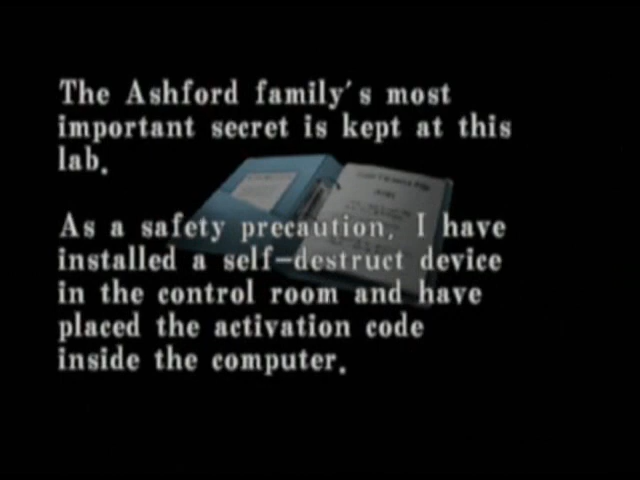 The Ashford family's most
important secret is kept at this
lab.
As a safety precaution, I have
installed a self-destruct device
in the control room and have
placed the activation code
inside the computer.